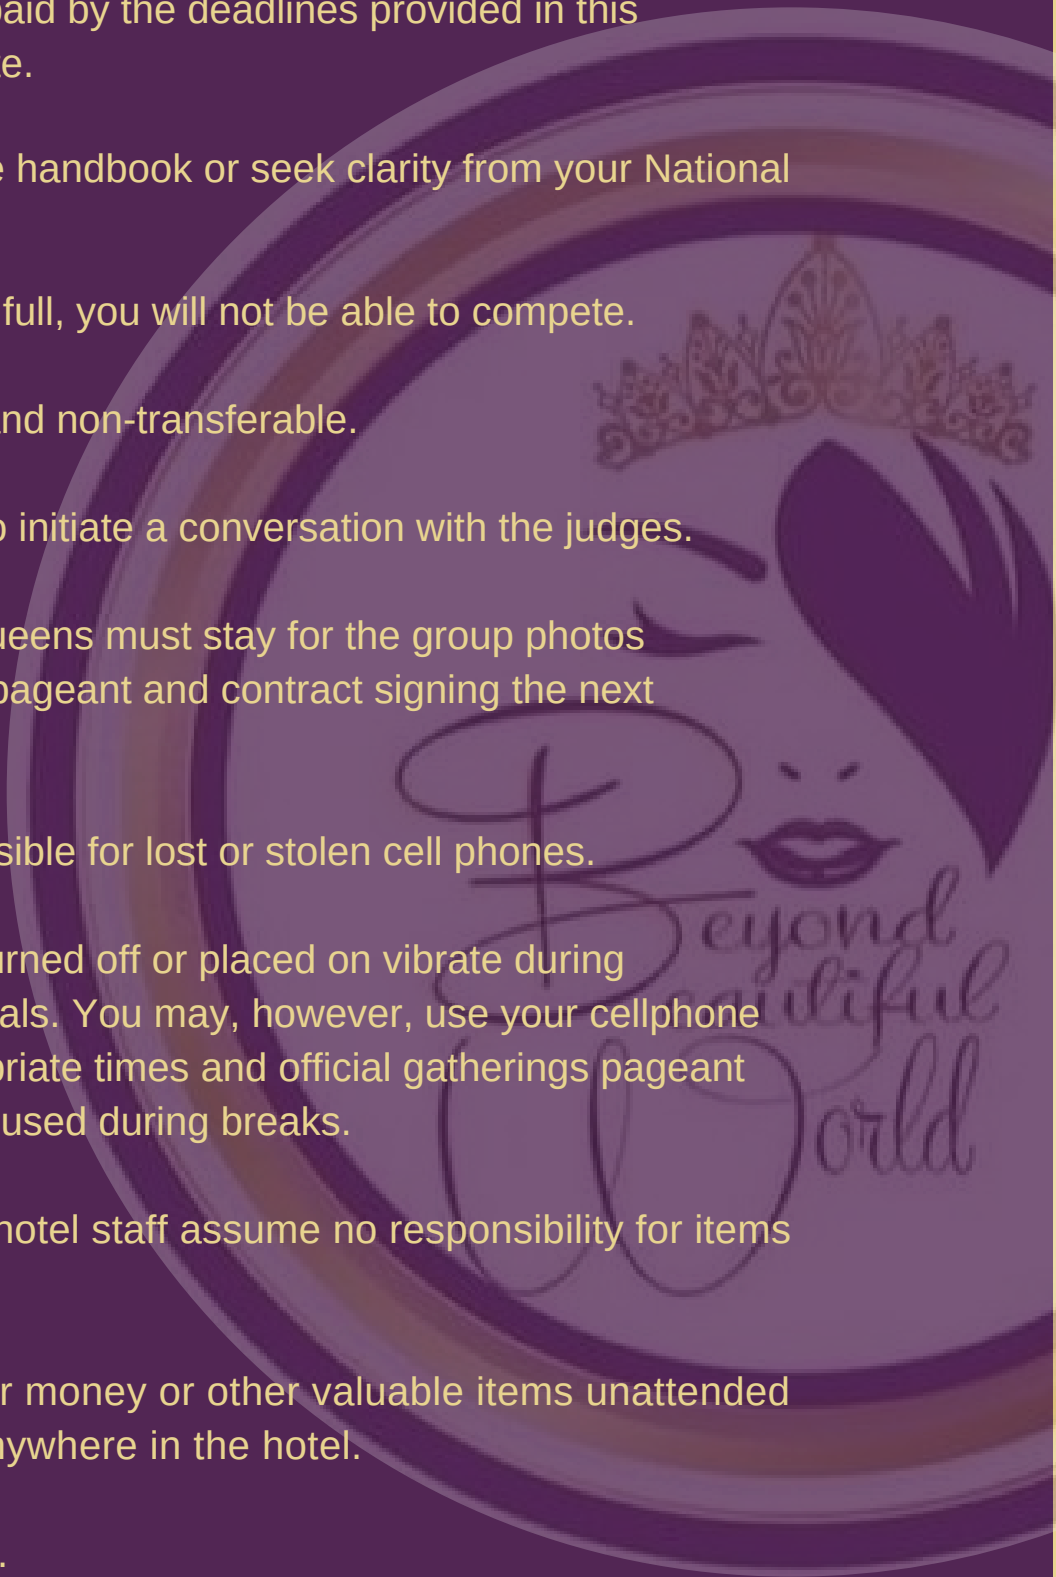 paid by the deadlines provided in this
e.
handbook or seek clarity from your National
full, you will not be able to compete.
and non-transferable.
initiate a conversation with the judges.
ueens must stay for the group photos
pageant and contract signing the next
sible for lost or stolen cell phones.
urned off or placed on vibrate during
als. You may, however, use your cellphone
priate times and official gatherings pageant
used during breaks.
hotel staff assume no responsibility for items
r money or other valuable items unattended
nywhere in the hotel.
.
Beyond
Beautiful
World